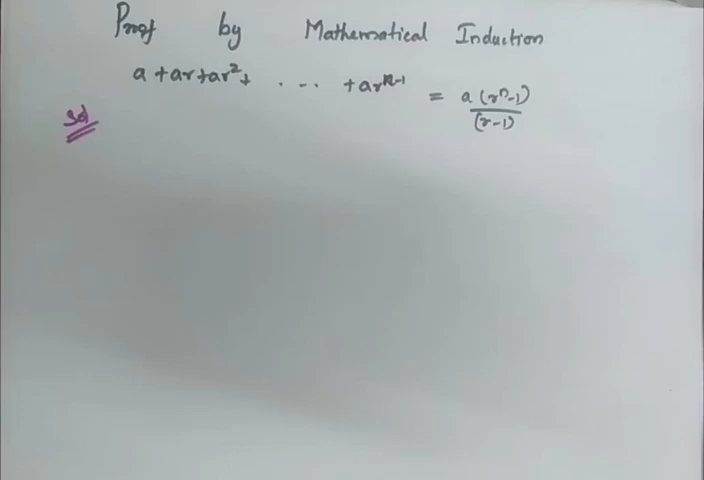 Proof by Mathematical Induction
a + ar + ar² + . . . . + arⁿ⁻¹ = a(rⁿ-1) / (r-1)
Sol